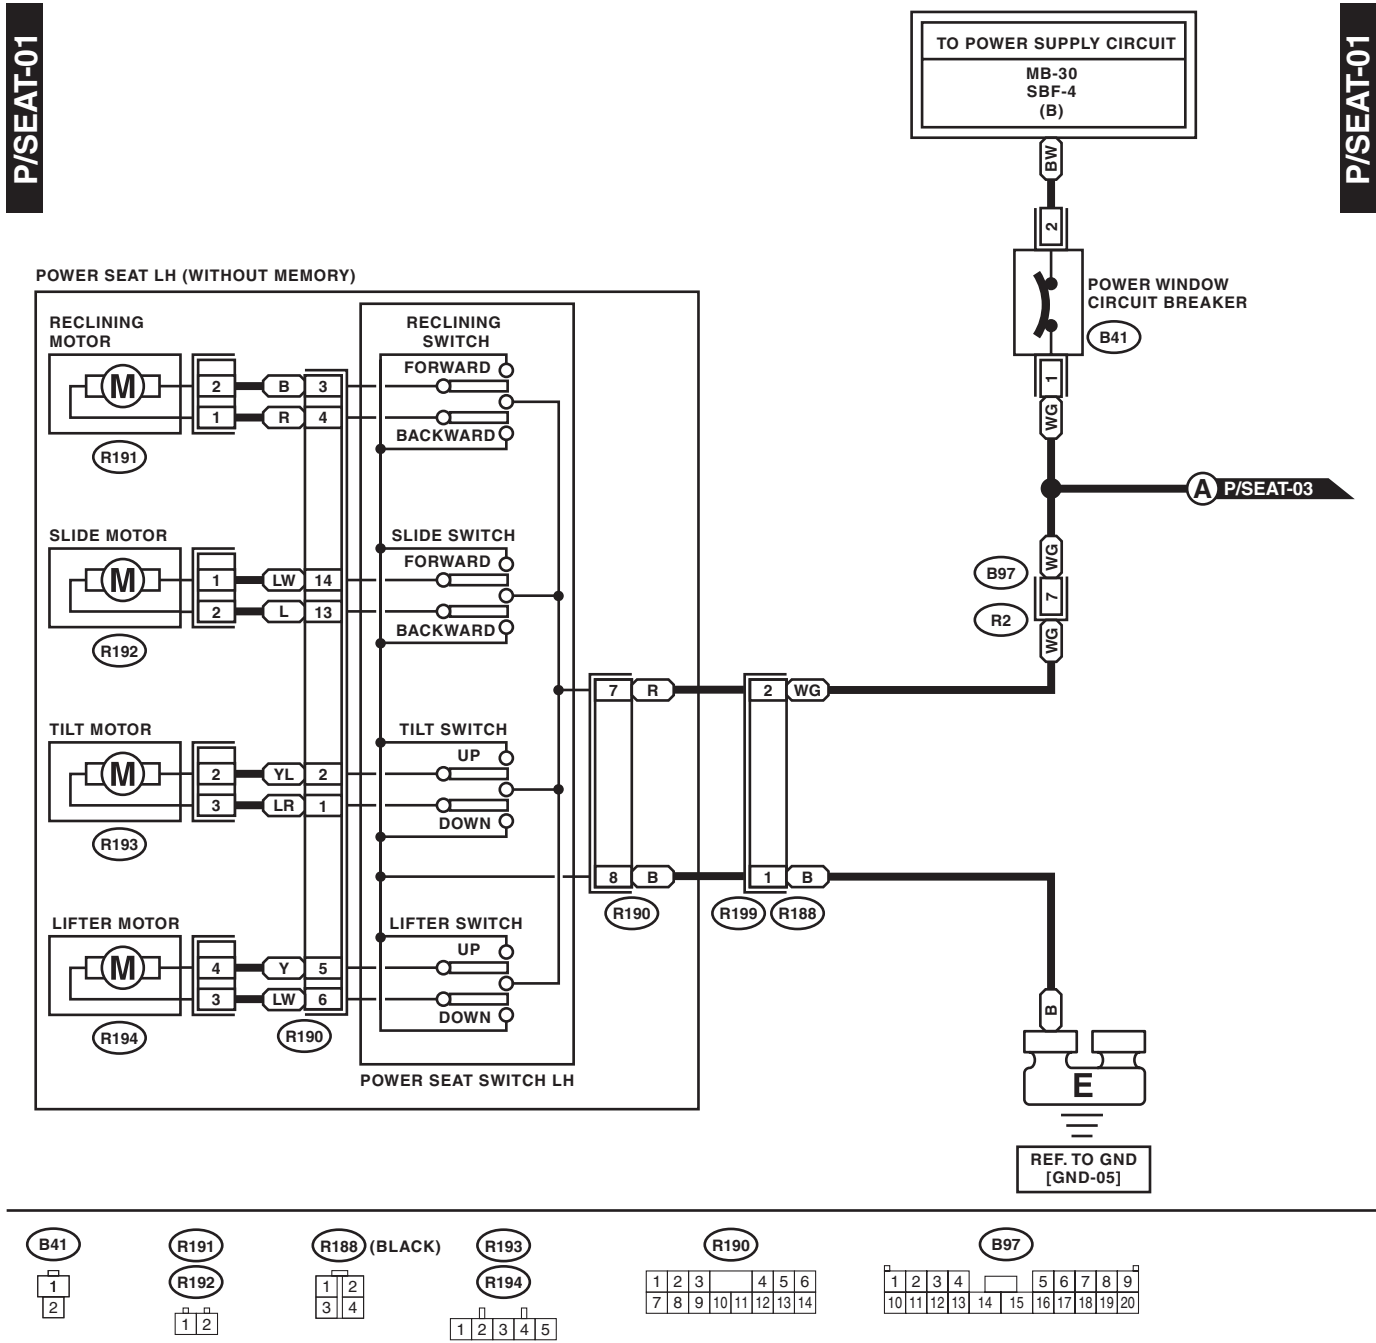 P/SEAT-01
P/SEAT-01
TO POWER SUPPLY CIRCUIT
MB-30
SBF-4
(B)
BW
2
POWER WINDOW
CIRCUIT BREAKER
B41
1
WG
A P/SEAT-03
WG
B97
7
R2
WG
POWER SEAT LH (WITHOUT MEMORY)
RECLINING
MOTOR
M
2 B 3
1 R 4
R191
RECLINING
SWITCH
FORWARD
BACKWARD
SLIDE MOTOR
M
1 LW 14
2 L 13
R192
SLIDE SWITCH
FORWARD
BACKWARD
7 R 2 WG
TILT MOTOR
M
2 YL 2
3 LR 1
R193
TILT SWITCH
UP
DOWN
8 B 1 B
R190 R199 R188
LIFTER MOTOR
M
4 Y 5
3 LW 6
R194
R190
LIFTER SWITCH
UP
DOWN
POWER SEAT SWITCH LH
B
E
REF. TO GND
[GND-05]
B41
1
2
R191
R192
1 2
R188 (BLACK)
1 2
3 4
R193
R194
1 2 3 4 5
R190
1 2 3 4 5 6
7 8 9 10 11 12 13 14
B97
1 2 3 4 5 6 7 8 9
10 11 12 13 14 15 16 17 18 19 20